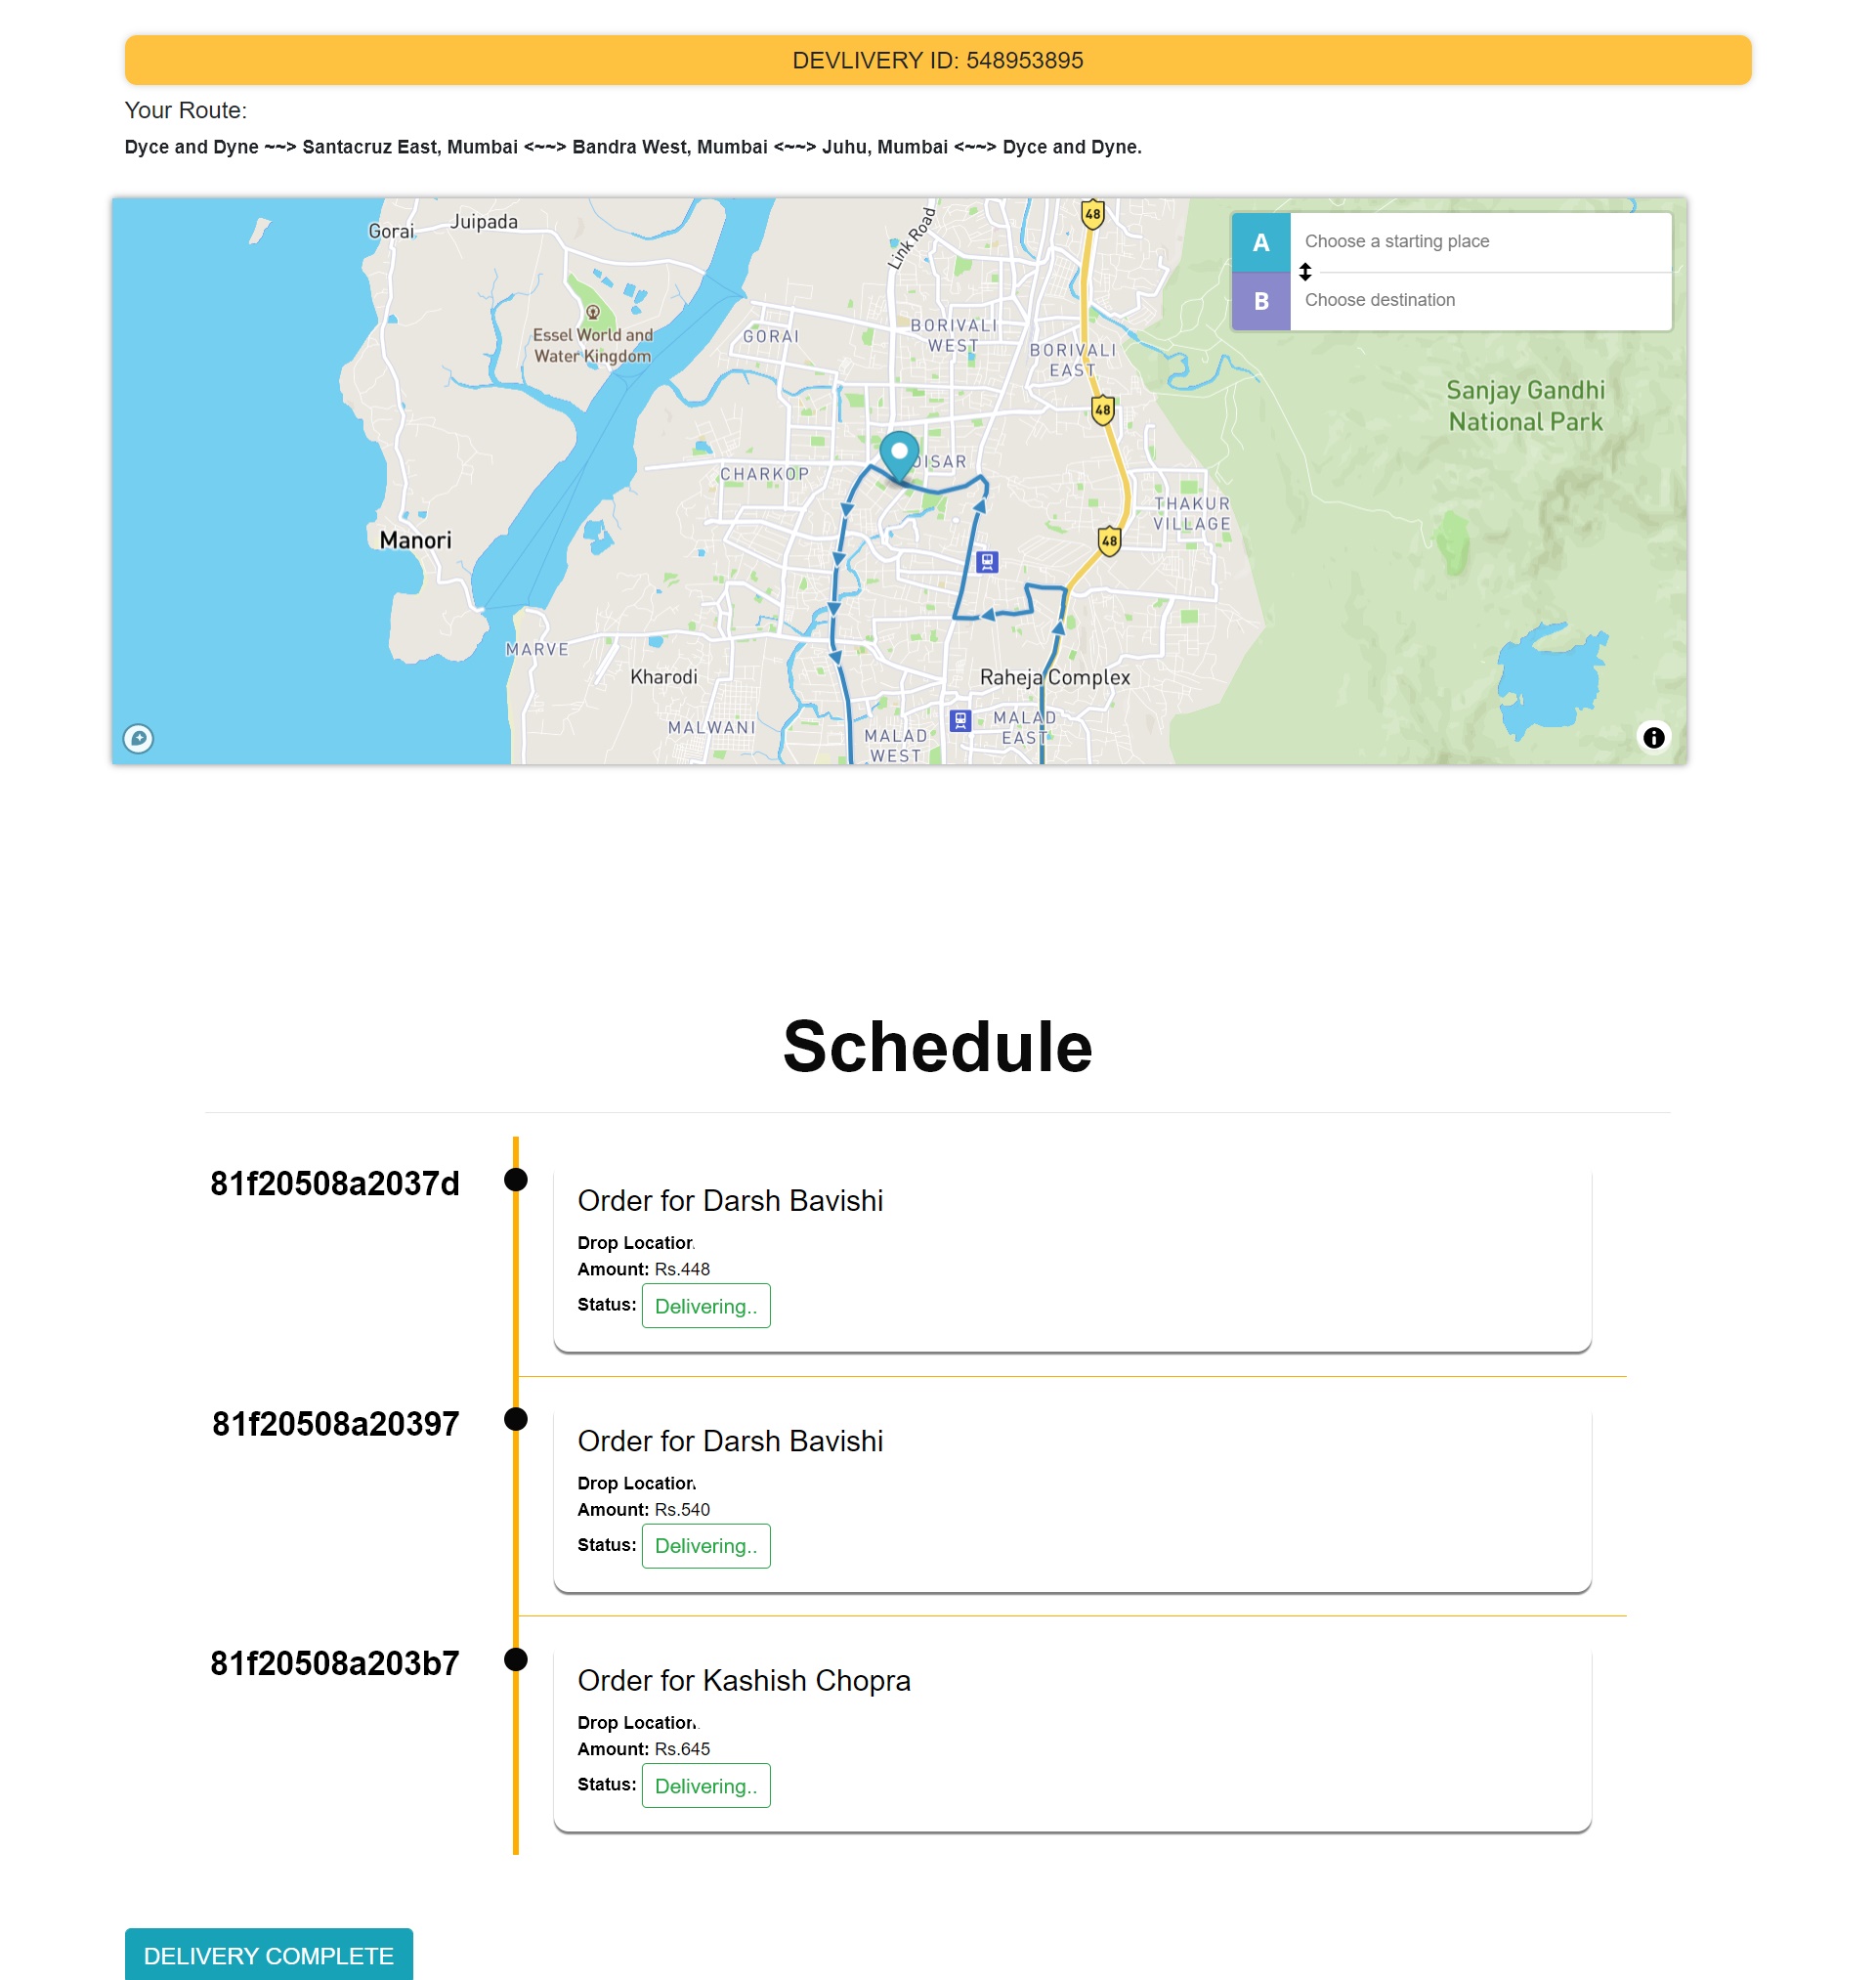 DEVLIVERY ID: 548953895
Your Route:
Dyce and Dyne ~~> Santacruz East, Mumbai <~~> Bandra West, Mumbai <~~> Juhu, Mumbai <~~> Dyce and Dyne.
Gorai
Juipada
Link Road
48
A
Choose a starting place
B
Choose destination
Essel World and
Water Kingdom
GORAI
BORIVALI
WEST
BORIVALI
EAST
48
Sanjay Gandhi
National Park
CHARKOP
OISAR
THAKUR
VILLAGE
Manori
48
MARVE
Kharodi
Raheja Complex
MALWANI
MALAD
WEST
MALAD
EAST
Schedule
81f20508a2037d
Order for Darsh Bavishi
Drop Location
Amount: Rs.448
Status: Delivering..
81f20508a20397
Order for Darsh Bavishi
Drop Location
Amount: Rs.540
Status: Delivering..
81f20508a203b7
Order for Kashish Chopra
Drop Location
Amount: Rs.645
Status: Delivering..
DELIVERY COMPLETE